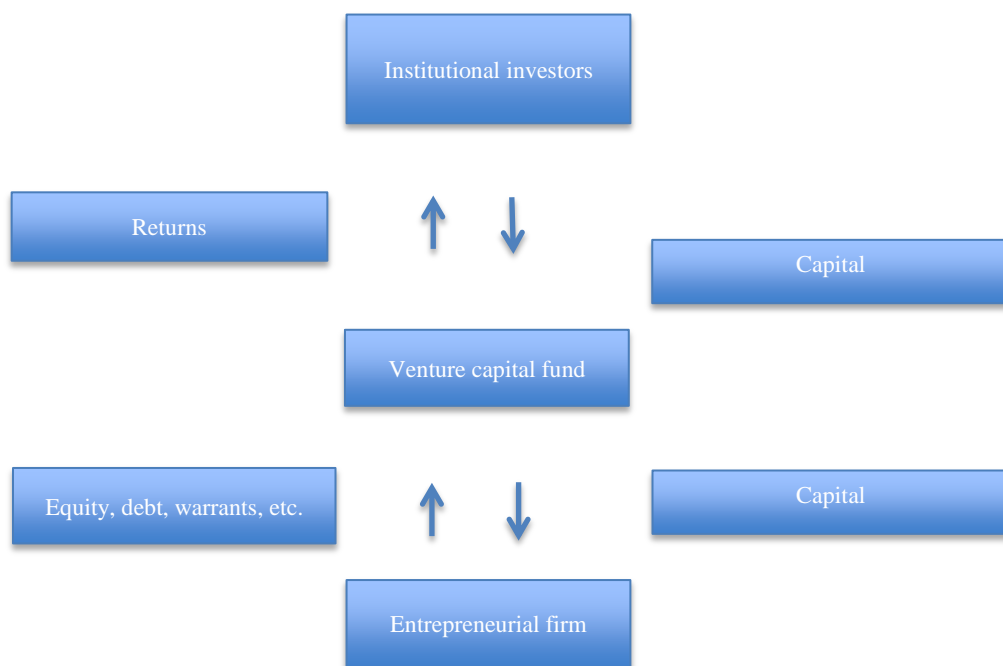 Institutional investors
Returns
Capital
Venture capital fund
Equity, debt, warrants, etc.
Capital
Entrepreneurial firm